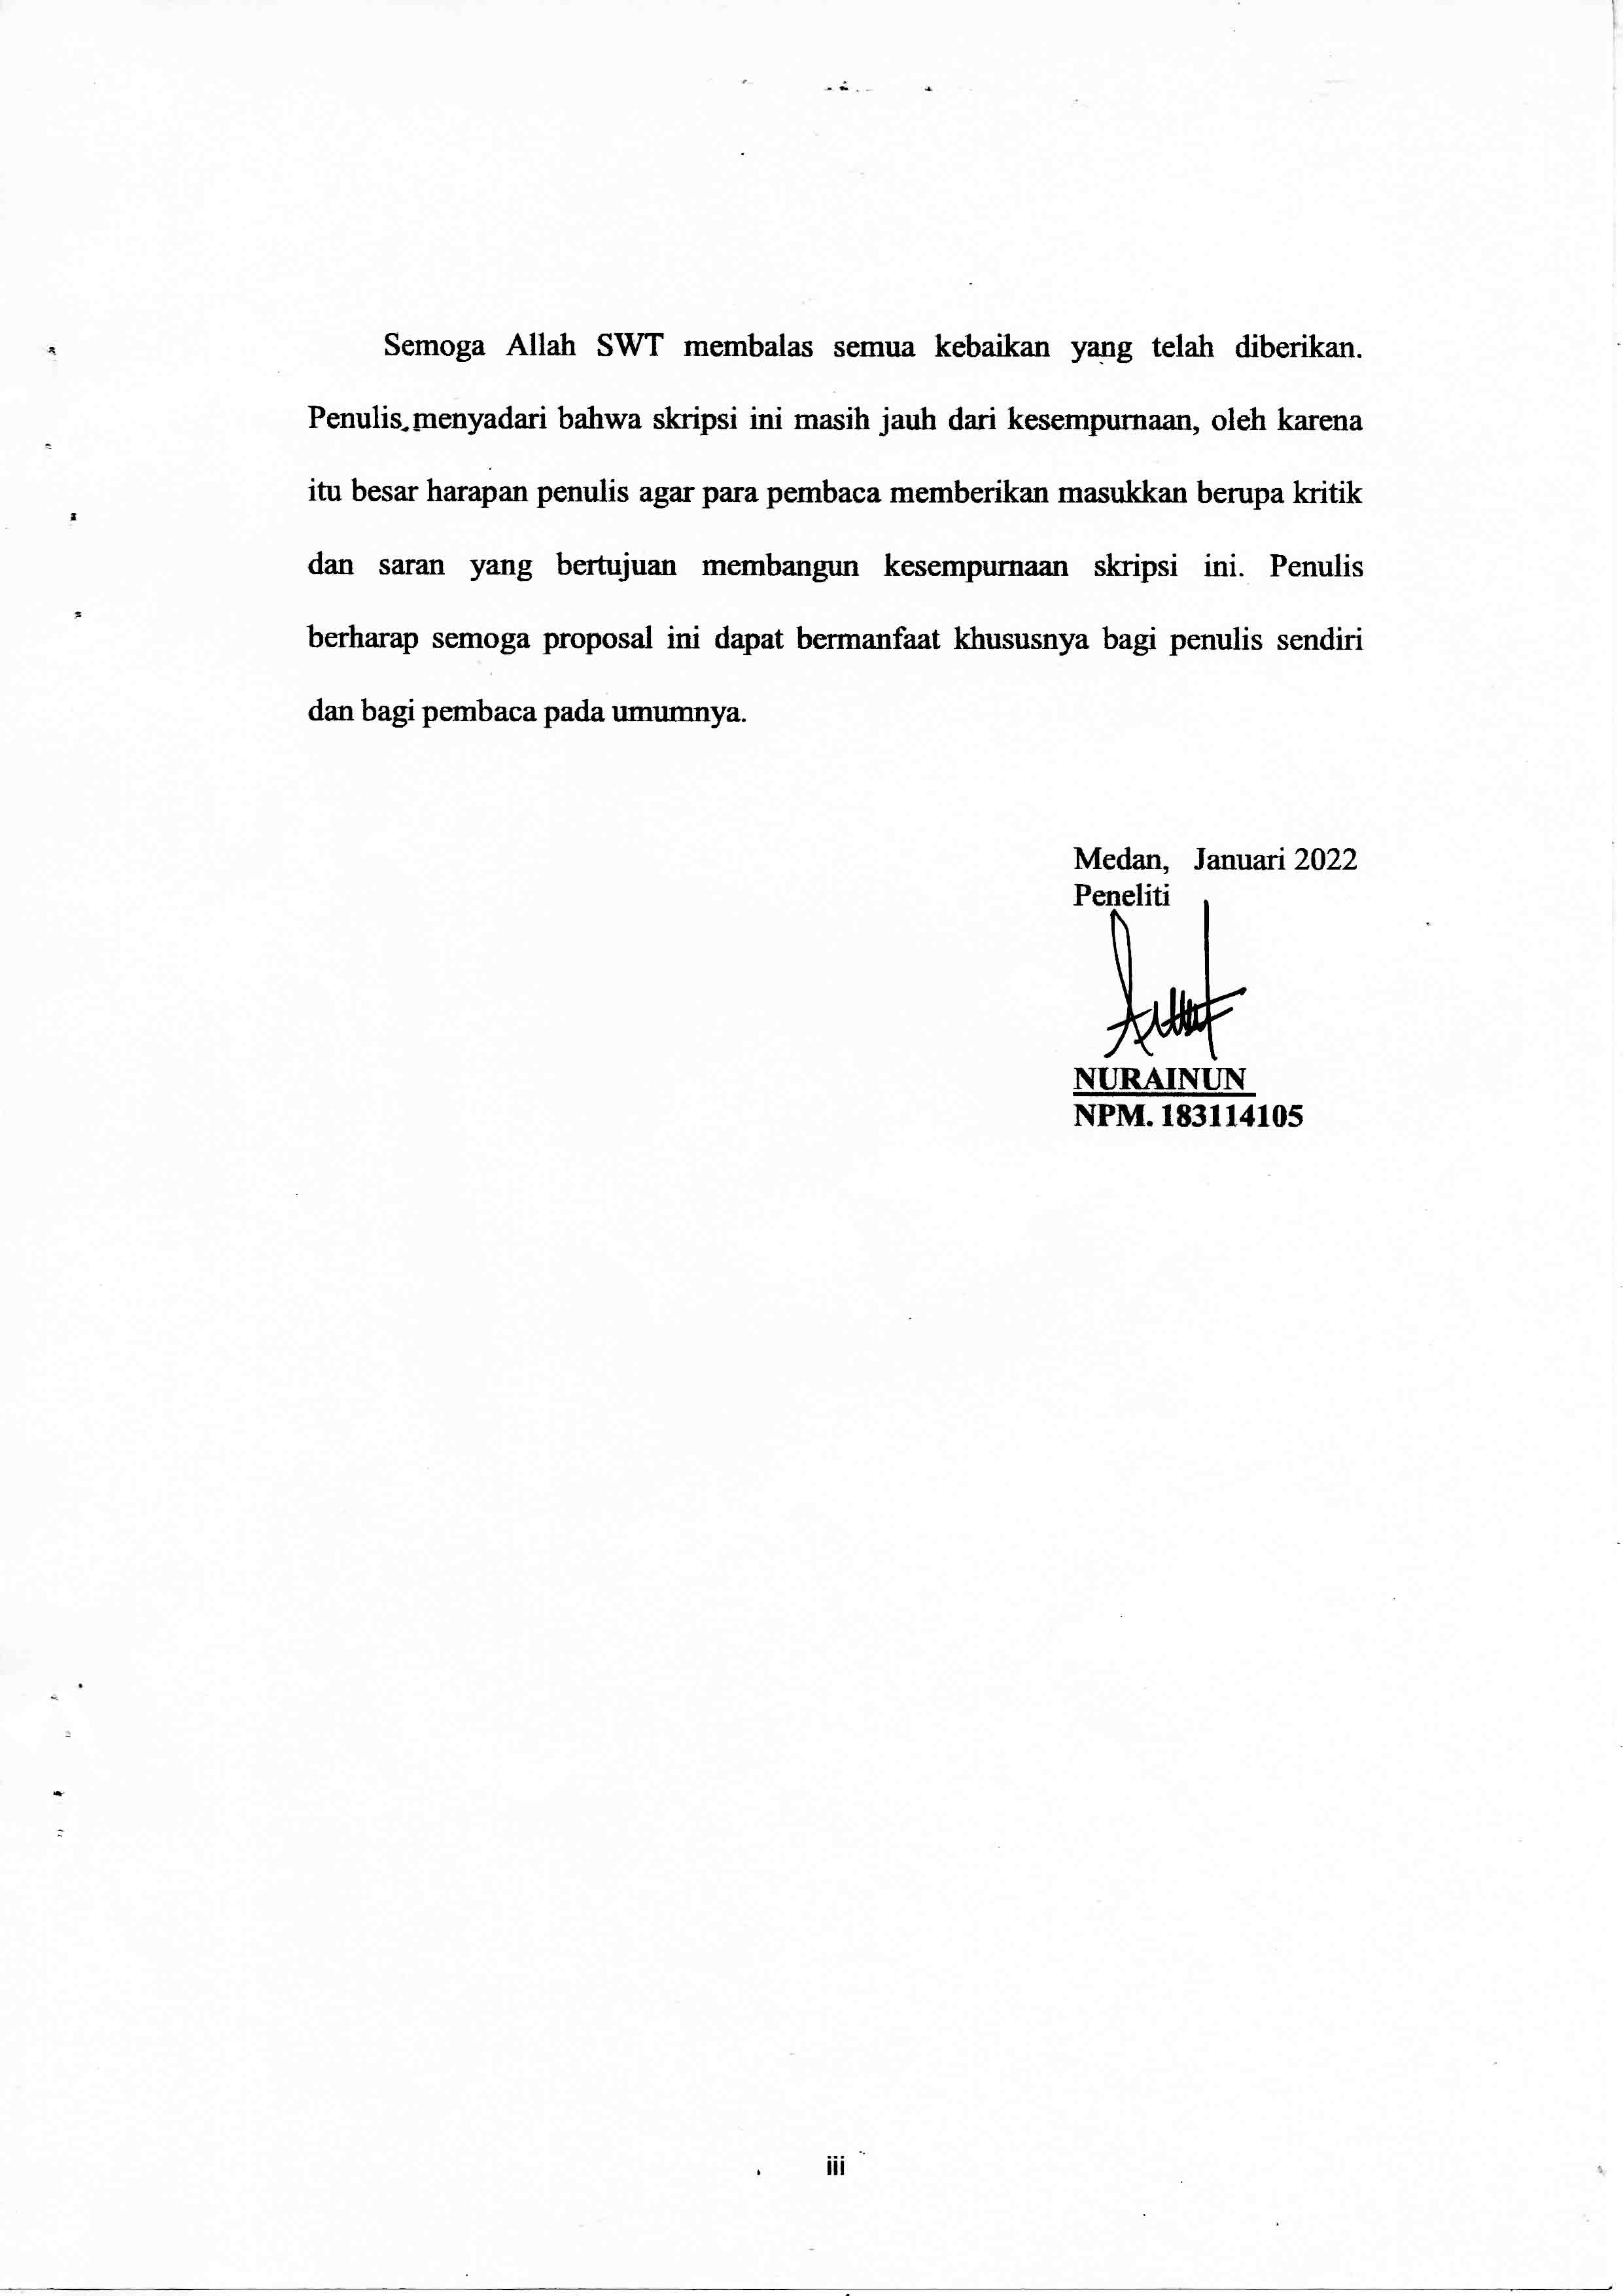 Semoga Allah SWT membalas semua kebaikan yang telah diberikan.
Penulis menyadari bahwa skripsi ini masih jauh dari kesempurnaan, oleh karena
itu besar harapan penulis agar para pembaca memberikan masukkan berupa kritik
dan saran yang bertujuan membangun kesempurnaan skripsi ini. Penulis
berharap semoga proposal ini dapat bermanfaat khususnya bagi penulis sendiri
dan bagi pembaca pada umumnya.
Medan, Januari 2022
Peneliti
NURAINUN
NPM. 183114105
iii